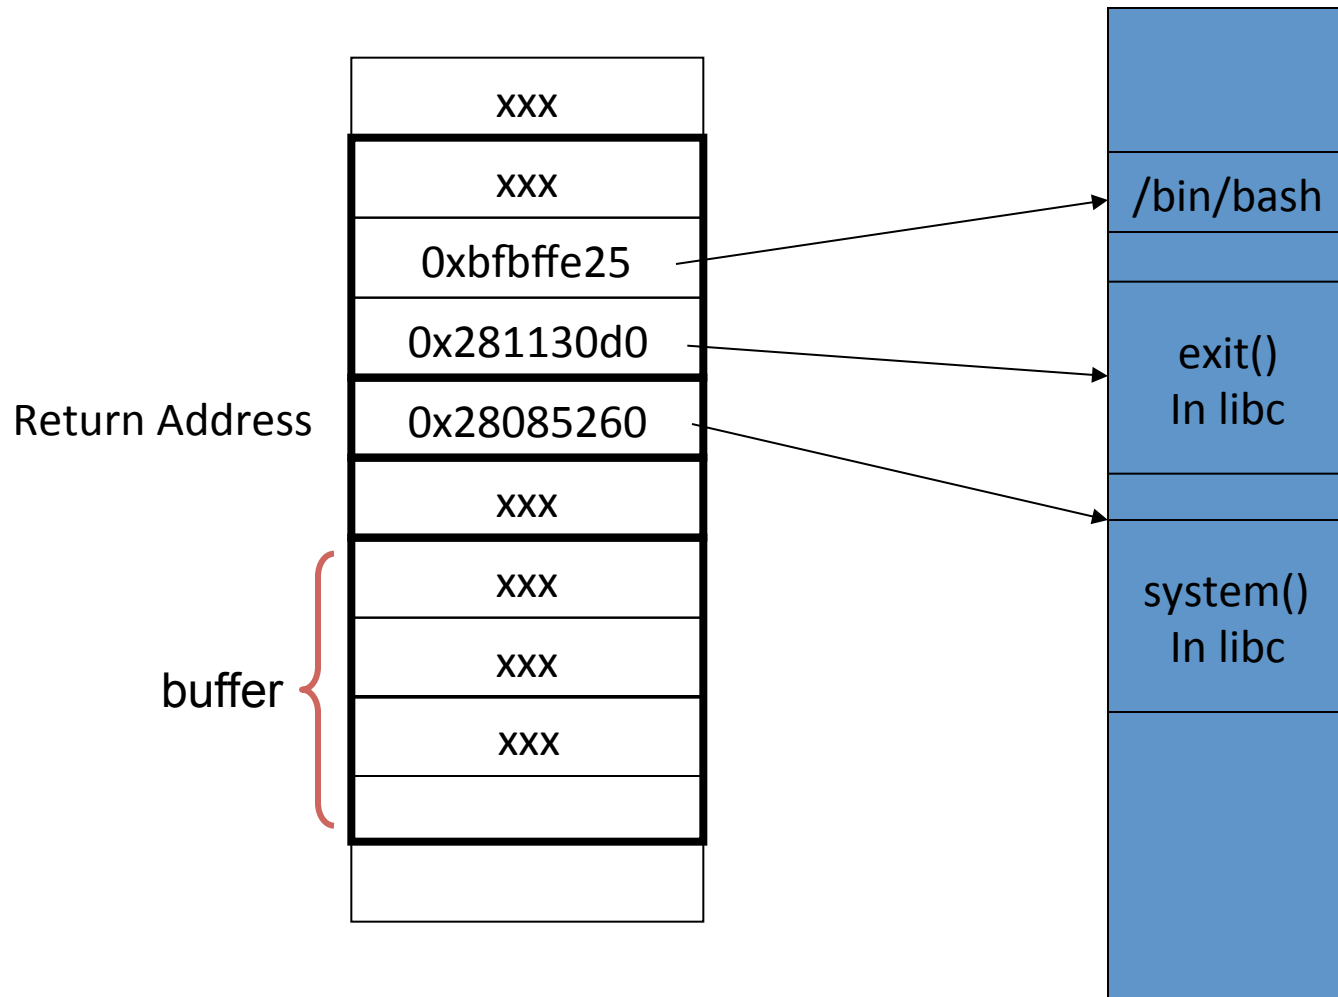 xxx
xxx
0xbfbffe25
0x281130d0
Return Address
0x28085260
xxx
xxx
xxx
buffer
xxx
/bin/bash
exit()
In libc
system()
In libc